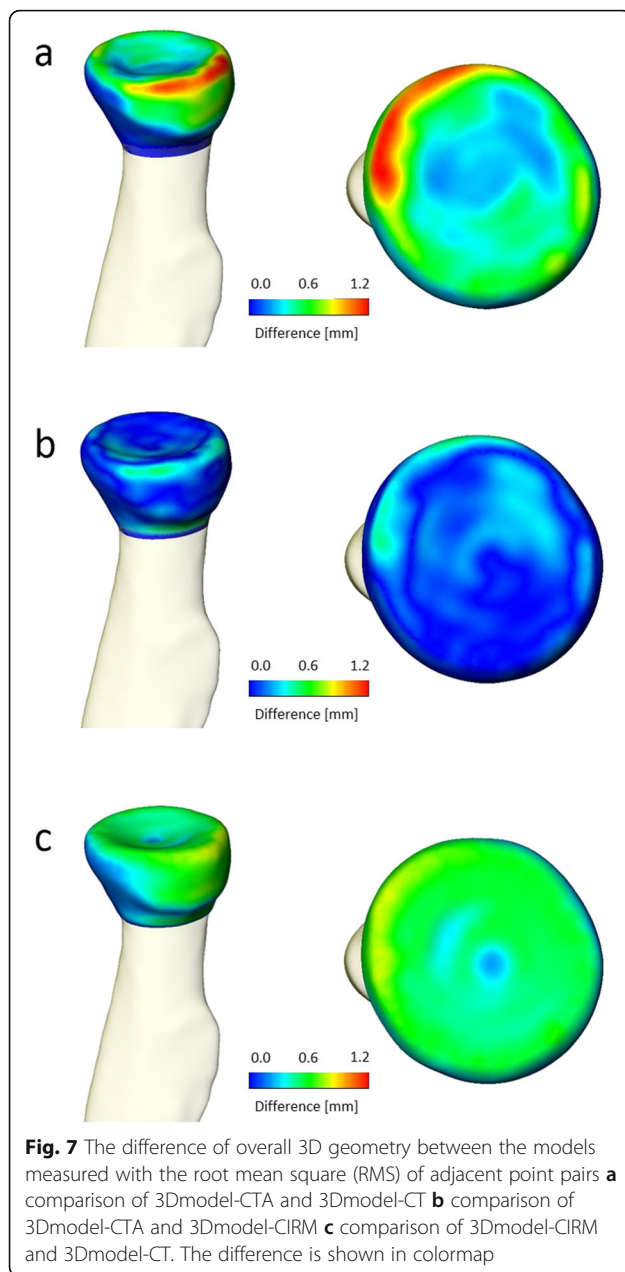 a
0.0 0.6 1.2
Difference [mm]
b
0.0 0.6 1.2
Difference [mm]
c
0.0 0.6 1.2
Difference [mm]
Fig. 7 The difference of overall 3D geometry between the models
measured with the root mean square (RMS) of adjacent point pairs a
comparison of 3Dmodel-CTA and 3Dmodel-CT b comparison of
3Dmodel-CTA and 3Dmodel-CIRM c comparison of 3Dmodel-CIRM
and 3Dmodel-CT. The difference is shown in colormap